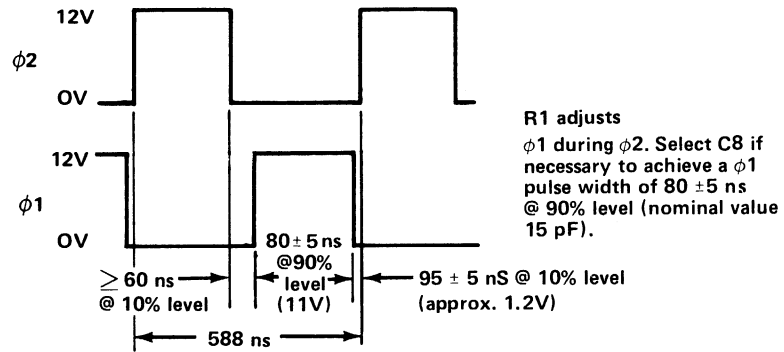 12V
ϕ2
0V
12V
ϕ1
0V
R1 adjusts
ϕ1 during ϕ2. Select C8 if
necessary to achieve a ϕ1
pulse width of 80 ±5 ns
@ 90% level (nominal value
15 pF).
≥ 60 ns
@ 10% level
80 ± 5 ns
@90%
level
(11V)
95 ± 5 nS @ 10% level
(approx. 1.2V)
588 ns